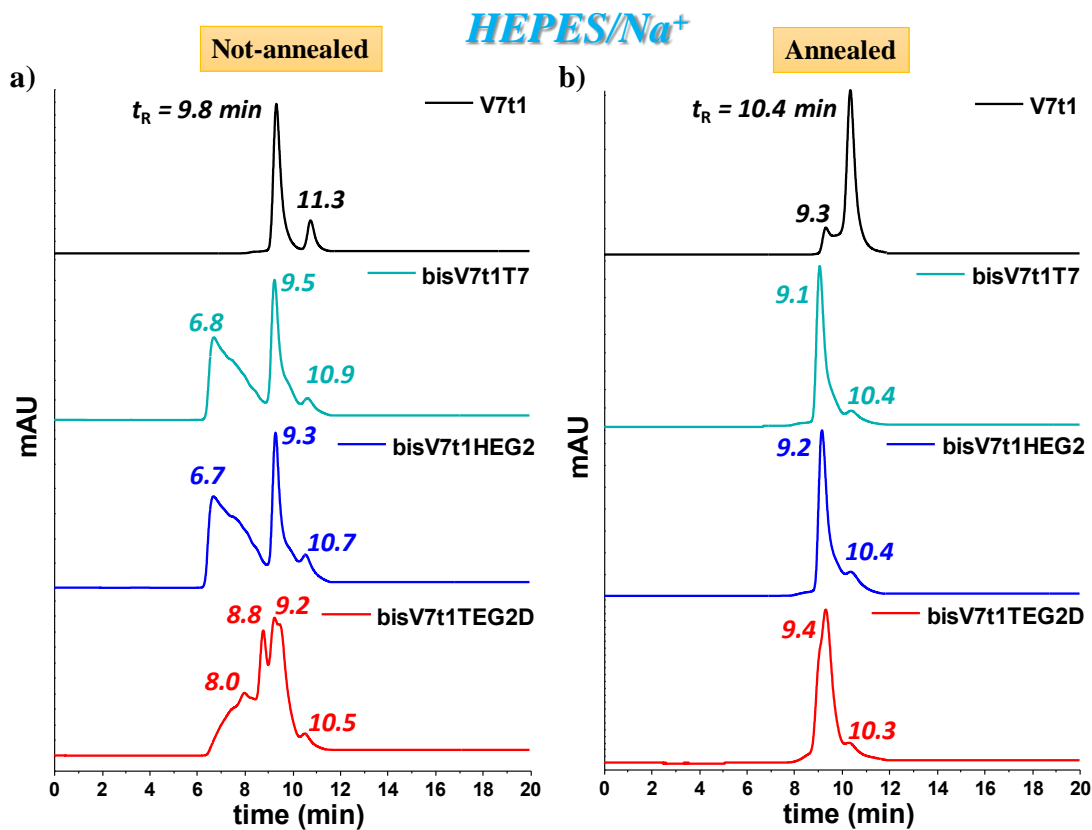 HEPES/Na⁺
Not-annealed
Annealed
a)
t_R = 9.8 min
V7t1
11.3
bisV7t1T7
9.5
6.8
10.9
bisV7t1HEG2
9.3
6.7
10.7
bisV7t1TEG2D
9.2
8.8
8.0
10.5
mAU
0 2 4 6 8 10 12 14 16 18 20
time (min)
b)
t_R = 10.4 min
V7t1
9.3
bisV7t1T7
9.1
10.4
bisV7t1HEG2
9.2
10.4
bisV7t1TEG2D
9.4
10.3
mAU
0 2 4 6 8 10 12 14 16 18 20
time (min)